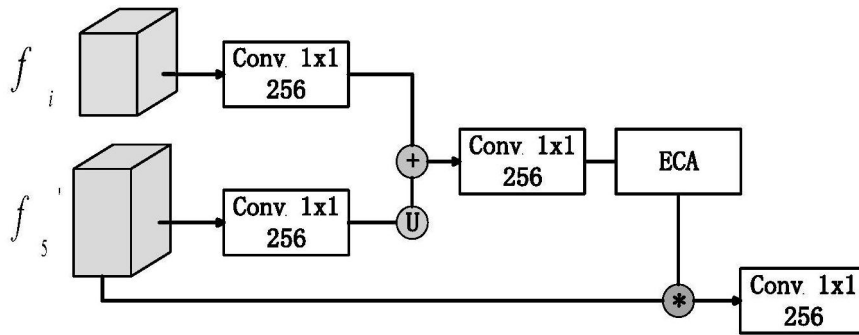 f i
Conv. 1x1
256
+
Conv. 1x1
256
ECA
f 5 '
Conv. 1x1
256
U
*
Conv. 1x1
256